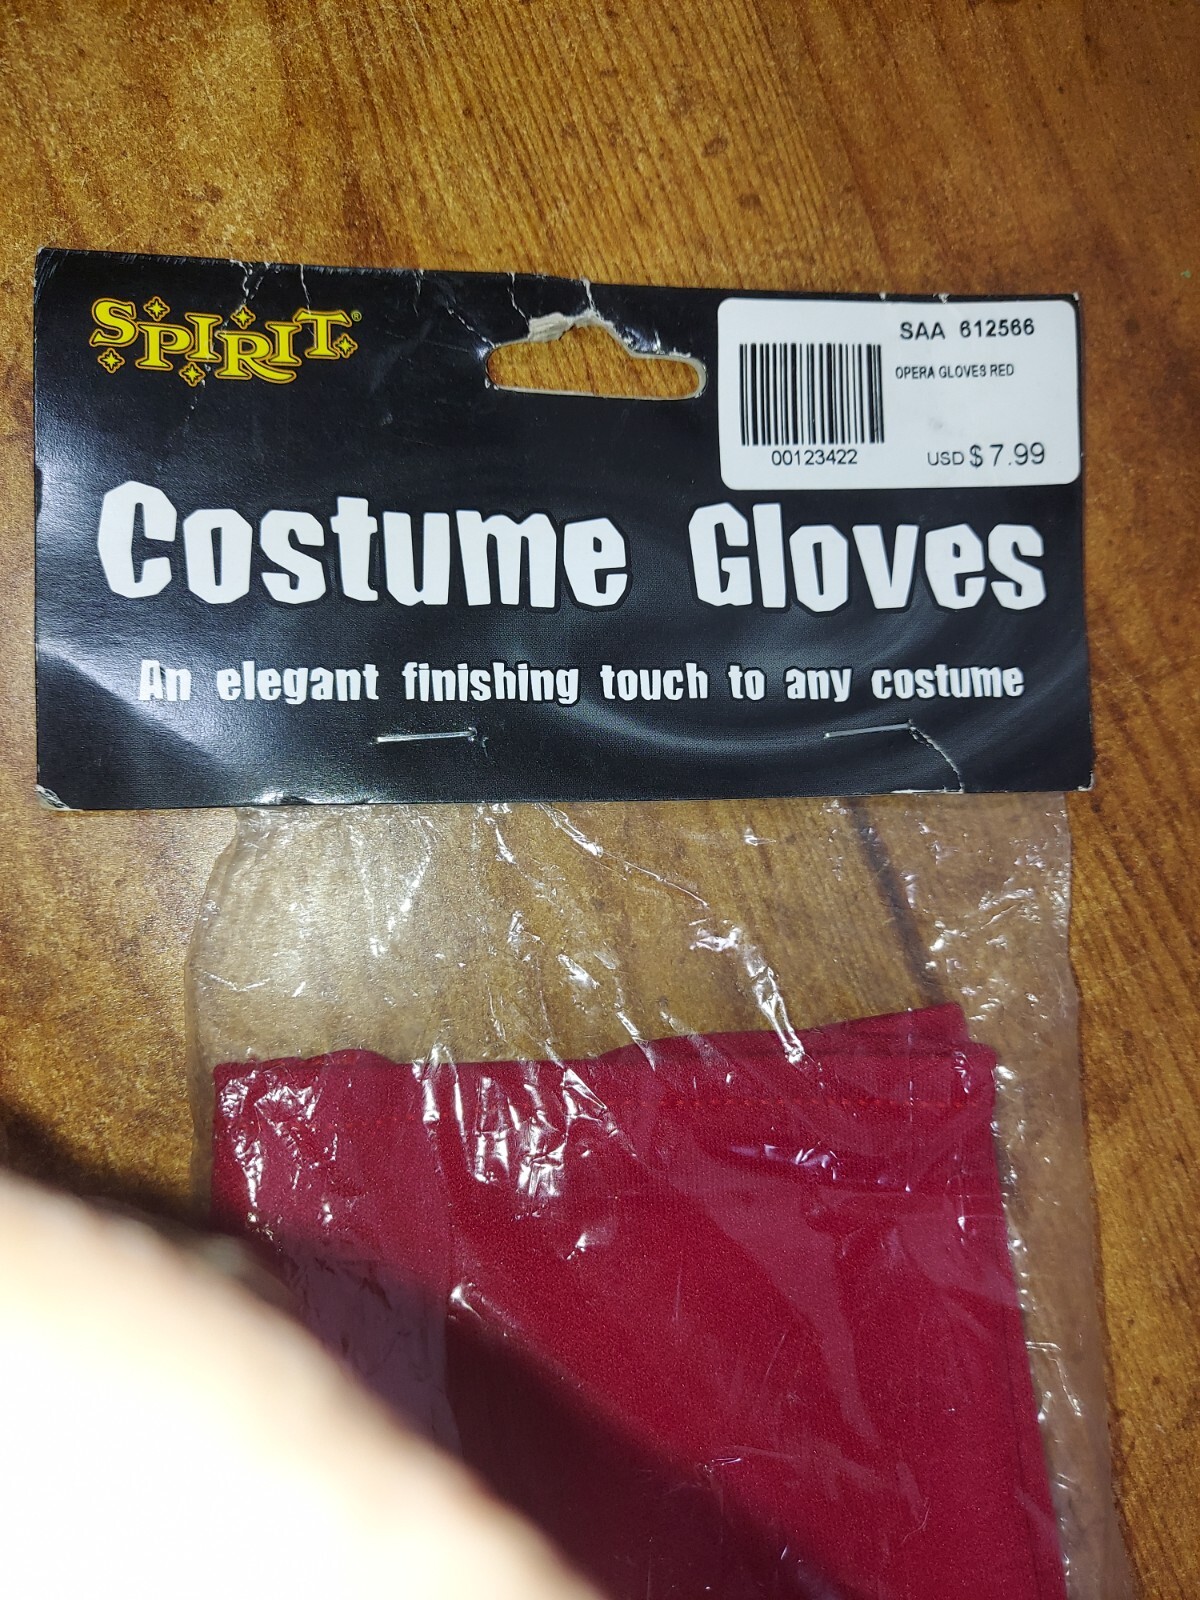 SPIRIT®
SAA 612566
OPERA GLOVES RED
00123422
USD $ 7.99
Costume Gloves
An elegant finishing touch to any costume